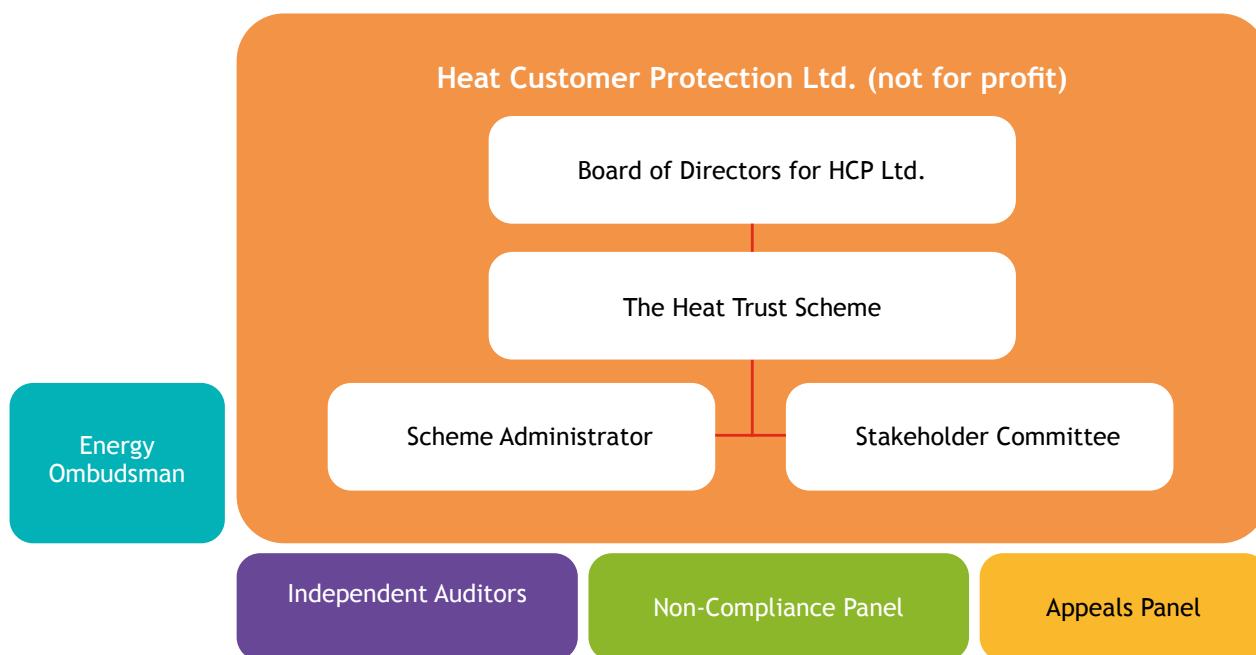 Heat Customer Protection Ltd. (not for profit)
Board of Directors for HCP Ltd.
The Heat Trust Scheme
Scheme Administrator
Stakeholder Committee
Energy
Ombudsman
Independent Auditors
Non-Compliance Panel
Appeals Panel